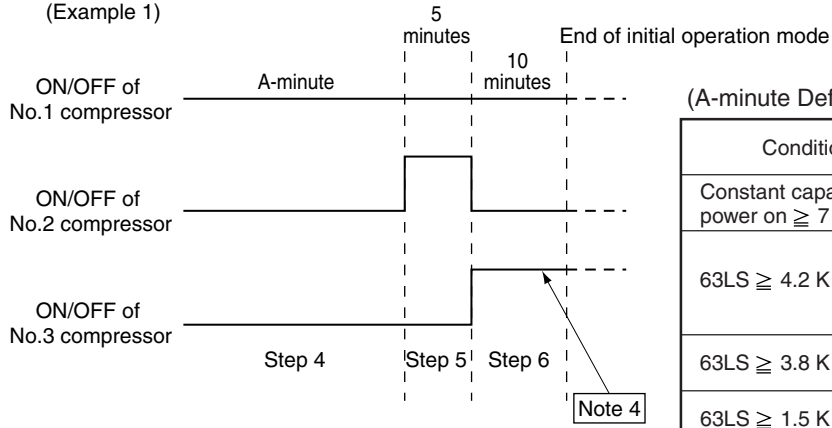 (Example 1)
5
minutes
End of initial operation mode
10
minutes
A-minute
ON/OFF of
No.1 compressor
ON/OFF of
No.2 compressor
ON/OFF of
No.3 compressor
Step 4
Step 5
Step 6
Note 4
(A-minute Def
Conditio
Constant capa
power on ≧ 7
63LS ≧ 4.2 K
63LS ≧ 3.8 K
63LS ≧ 1.5 K